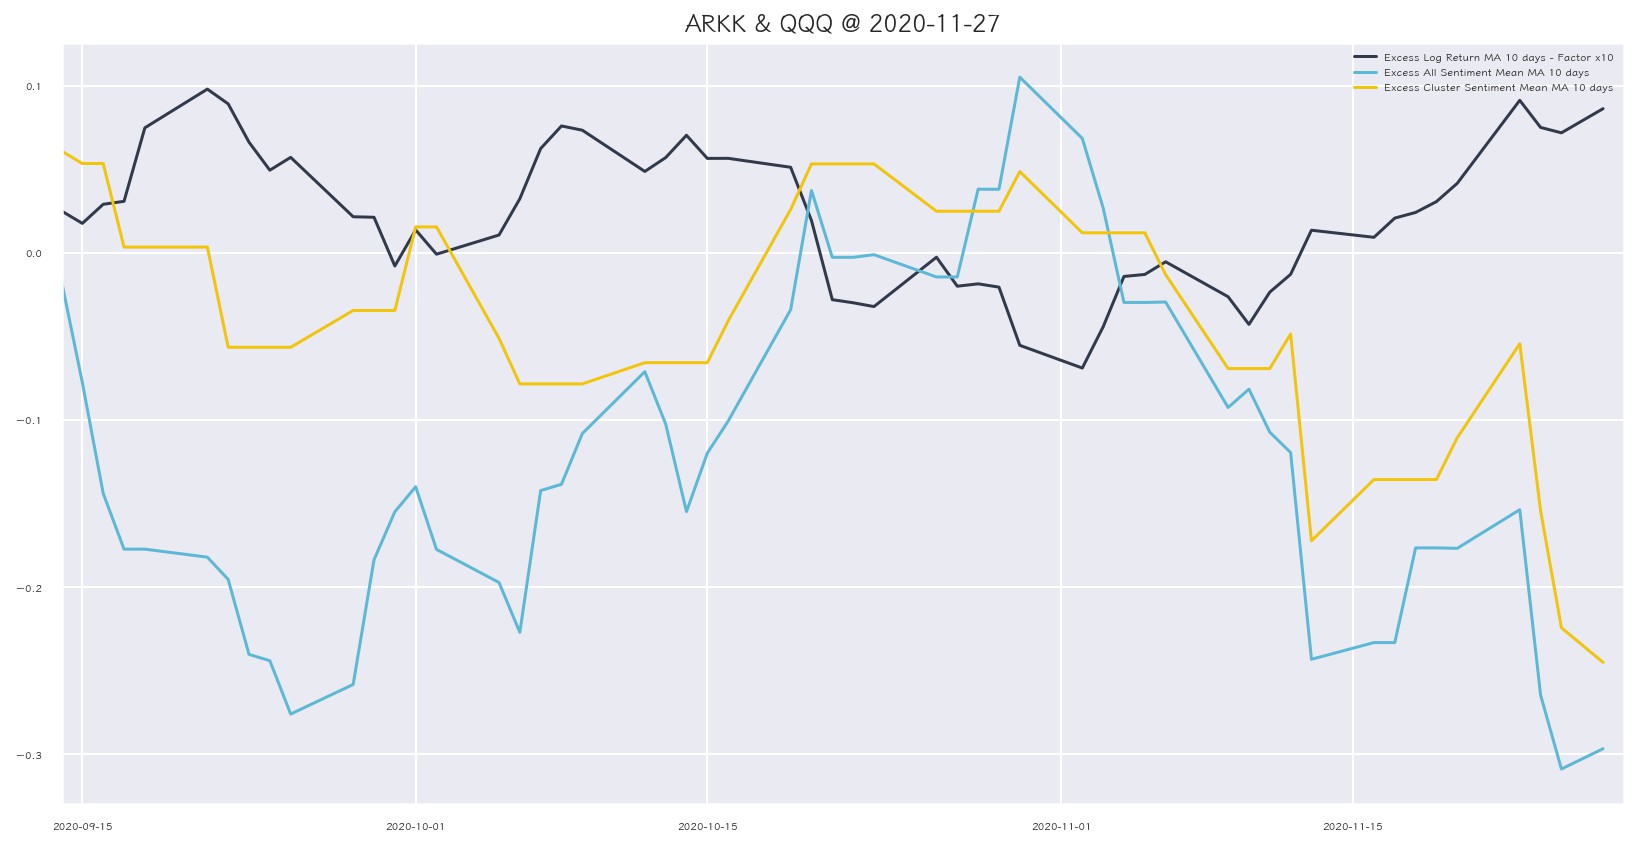 ARKK & QQQ @ 2020-11-27
Excess Log Return MA 10 days - Factor x10
Excess All Sentiment Mean MA 10 days
Excess Cluster Sentiment Mean MA 10 days
0.1
0.0
−0.1
−0.2
−0.3
2020-09-15 2020-10-01 2020-10-15 2020-11-01 2020-11-15